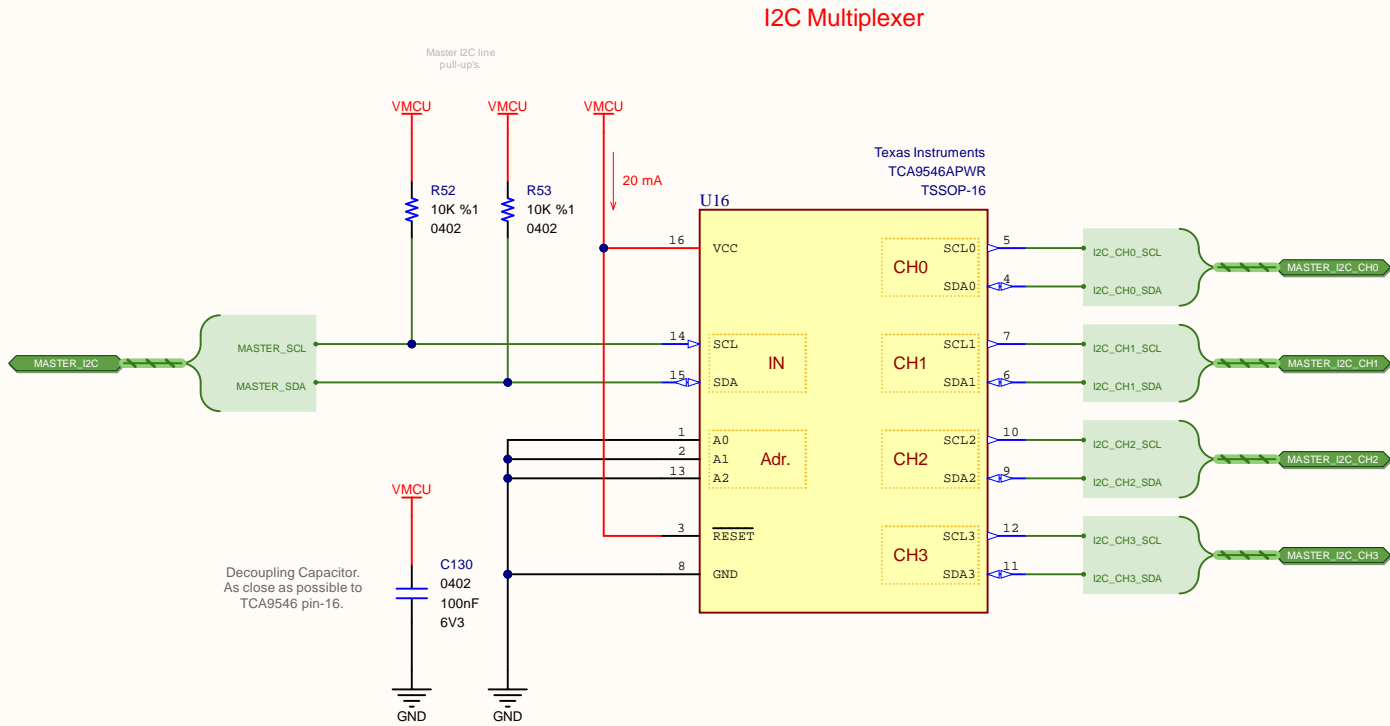 I2C Multiplexer
Master I2C line
pull-up's.
VMCU
VMCU
VMCU
20 mA
R52
10K %1
0402
R53
10K %1
0402
Texas Instruments
TCA9546APWR
TSSOP-16
U16
16
VCC
14
SCL
15
SDA
IN
1
A0
2
A1
13
A2
Adr.
3
RESET
8
GND
CH0
SCL0
5
SDA0
4
CH1
SCL1
7
SDA1
6
CH2
SCL2
10
SDA2
9
CH3
SCL3
12
SDA3
11
MASTER_I2C
MASTER_SCL
MASTER_SDA
I2C_CH0_SCL
I2C_CH0_SDA
MASTER_I2C_CH0
I2C_CH1_SCL
I2C_CH1_SDA
MASTER_I2C_CH1
I2C_CH2_SCL
I2C_CH2_SDA
MASTER_I2C_CH2
I2C_CH3_SCL
I2C_CH3_SDA
MASTER_I2C_CH3
VMCU
Decoupling Capacitor.
As close as possible to
TCA9546 pin-16.
C130
0402
100nF
6V3
GND
GND